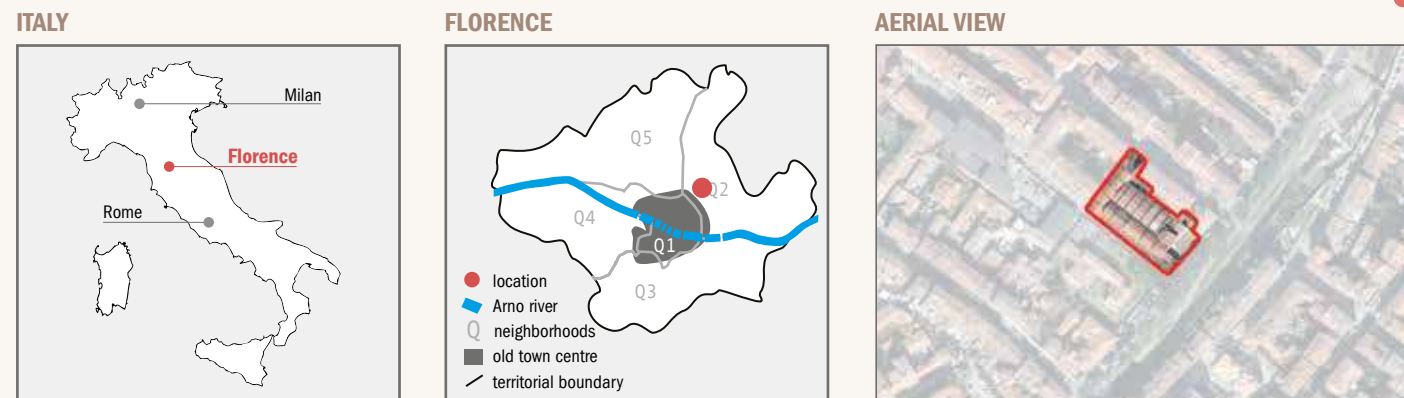 ITALY
Milan
Florence
Rome
FLORENCE
Q5
Q2
Q4
Q1
Q3
location
Arno river
Q neighborhoods
old town centre
territorial boundary
AERIAL VIEW